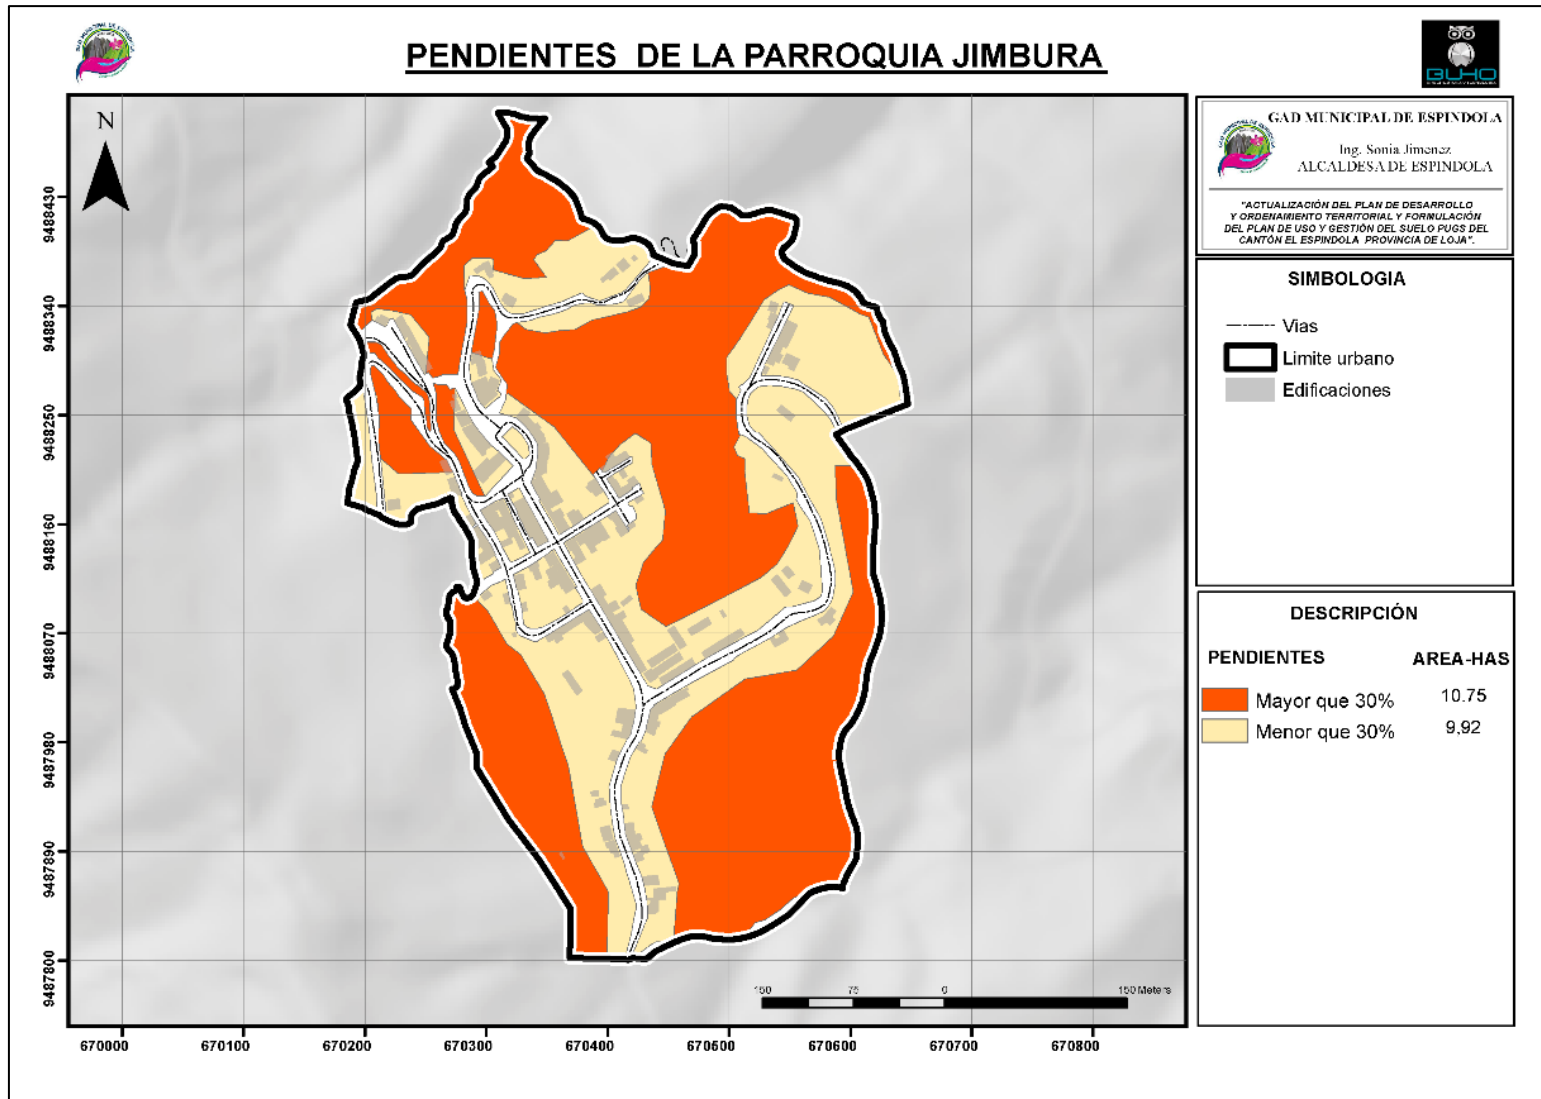 PENDIENTES DE LA PARROQUIA JIMBURA
BUHO
N
GAD MUNICIPAL DE ESPINDOLA
Ing. Sonia Jimenez
ALCALDESA DE ESPINDOLA
"ACTUALIZACIÓN DEL PLAN DE DESARROLLO
Y ORDENAMIENTO TERRITORIAL Y FORMULACIÓN
DEL PLAN DE USO Y GESTIÓN DEL SUELO PUGS DEL
CANTÓN EL ESPINDOLA PROVINCIA DE LOJA".
SIMBOLOGIA
Vias
Limite urbano
Edificaciones
DESCRIPCIÓN
PENDIENTES AREA-HAS
Mayor que 30% 10.75
Menor que 30% 9,92
9488430
9488340
9488250
9488160
9488070
9487980
9487890
9487800
150 75 0 150 Meters
670000 670100 670200 670300 670400 670500 670600 670700 670800